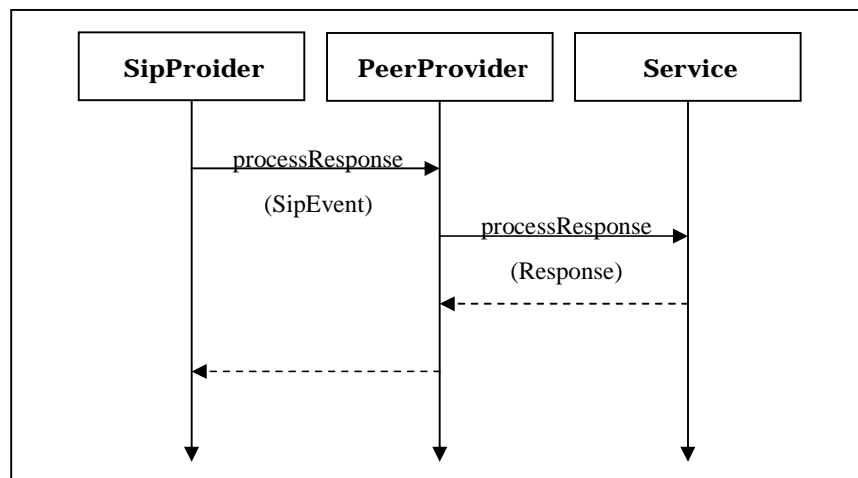 SipProider
PeerProvider
Service
processResponse
(SipEvent)
processResponse
(Response)